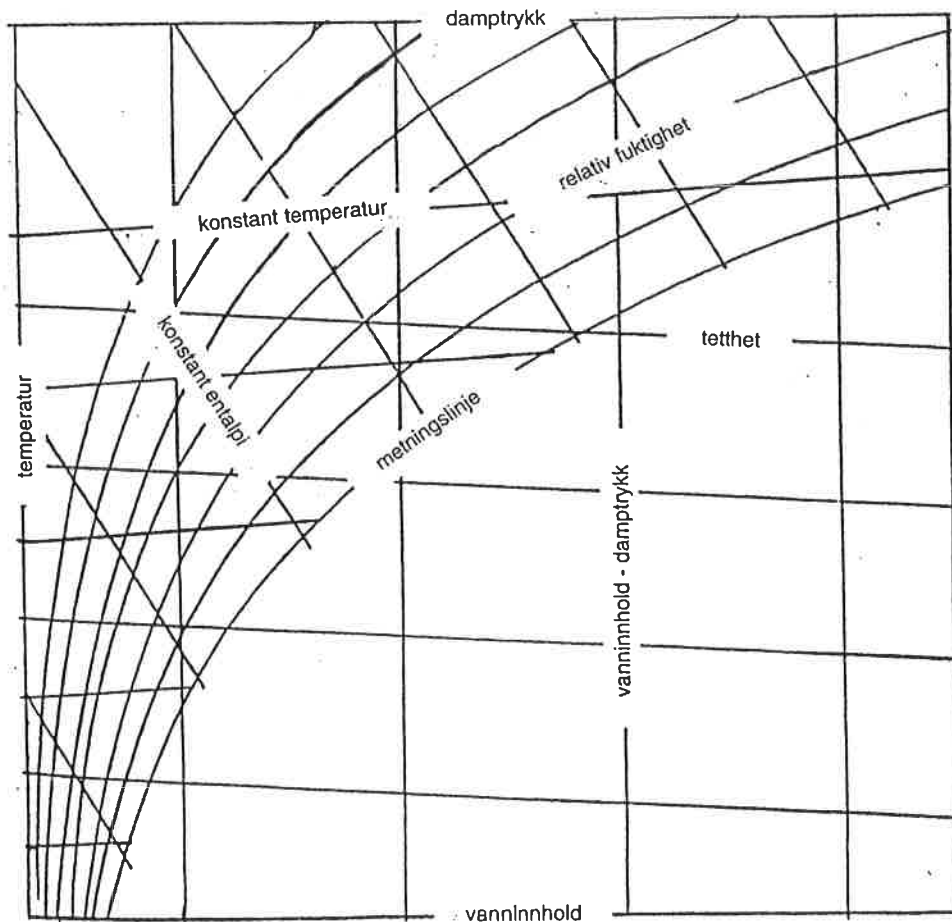 damptrykk
relativ fuktighet
konstant temperatur
konstant entalpi
tetthet
temperatur
metningslinje
vanninnhold - damptrykk
vanninnhold